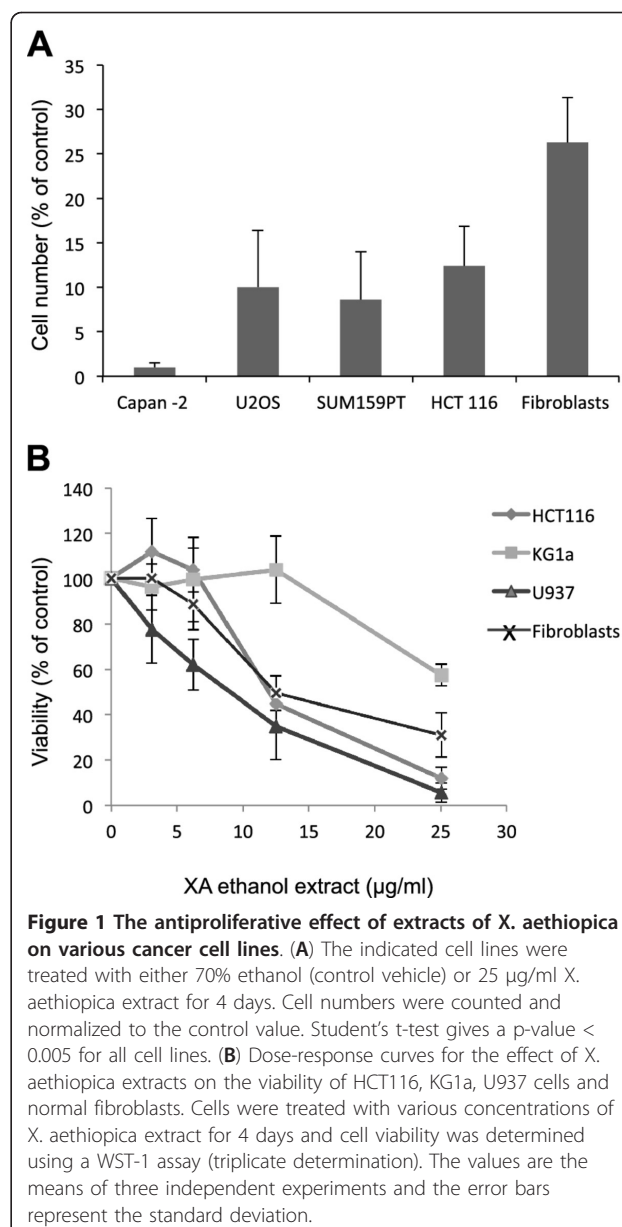 A
35
30
25
20
15
10
5
0
Cell number (% of control)
Capan -2 U2OS SUM159PT HCT 116 Fibroblasts
B
140
120
100
80
60
40
20
0
Viability (% of control)
HCT116
KG1a
U937
Fibroblasts
0 5 10 15 20 25 30
XA ethanol extract (µg/ml)
Figure 1 The antiproliferative effect of extracts of X. aethiopica
on various cancer cell lines. (A) The indicated cell lines were
treated with either 70% ethanol (control vehicle) or 25 µg/ml X.
aethiopica extract for 4 days. Cell numbers were counted and
normalized to the control value. Student's t-test gives a p-value <
0.005 for all cell lines. (B) Dose-response curves for the effect of X.
aethiopica extracts on the viability of HCT116, KG1a, U937 cells and
normal fibroblasts. Cells were treated with various concentrations of
X. aethiopica extract for 4 days and cell viability was determined
using a WST-1 assay (triplicate determination). The values are the
means of three independent experiments and the error bars
represent the standard deviation.